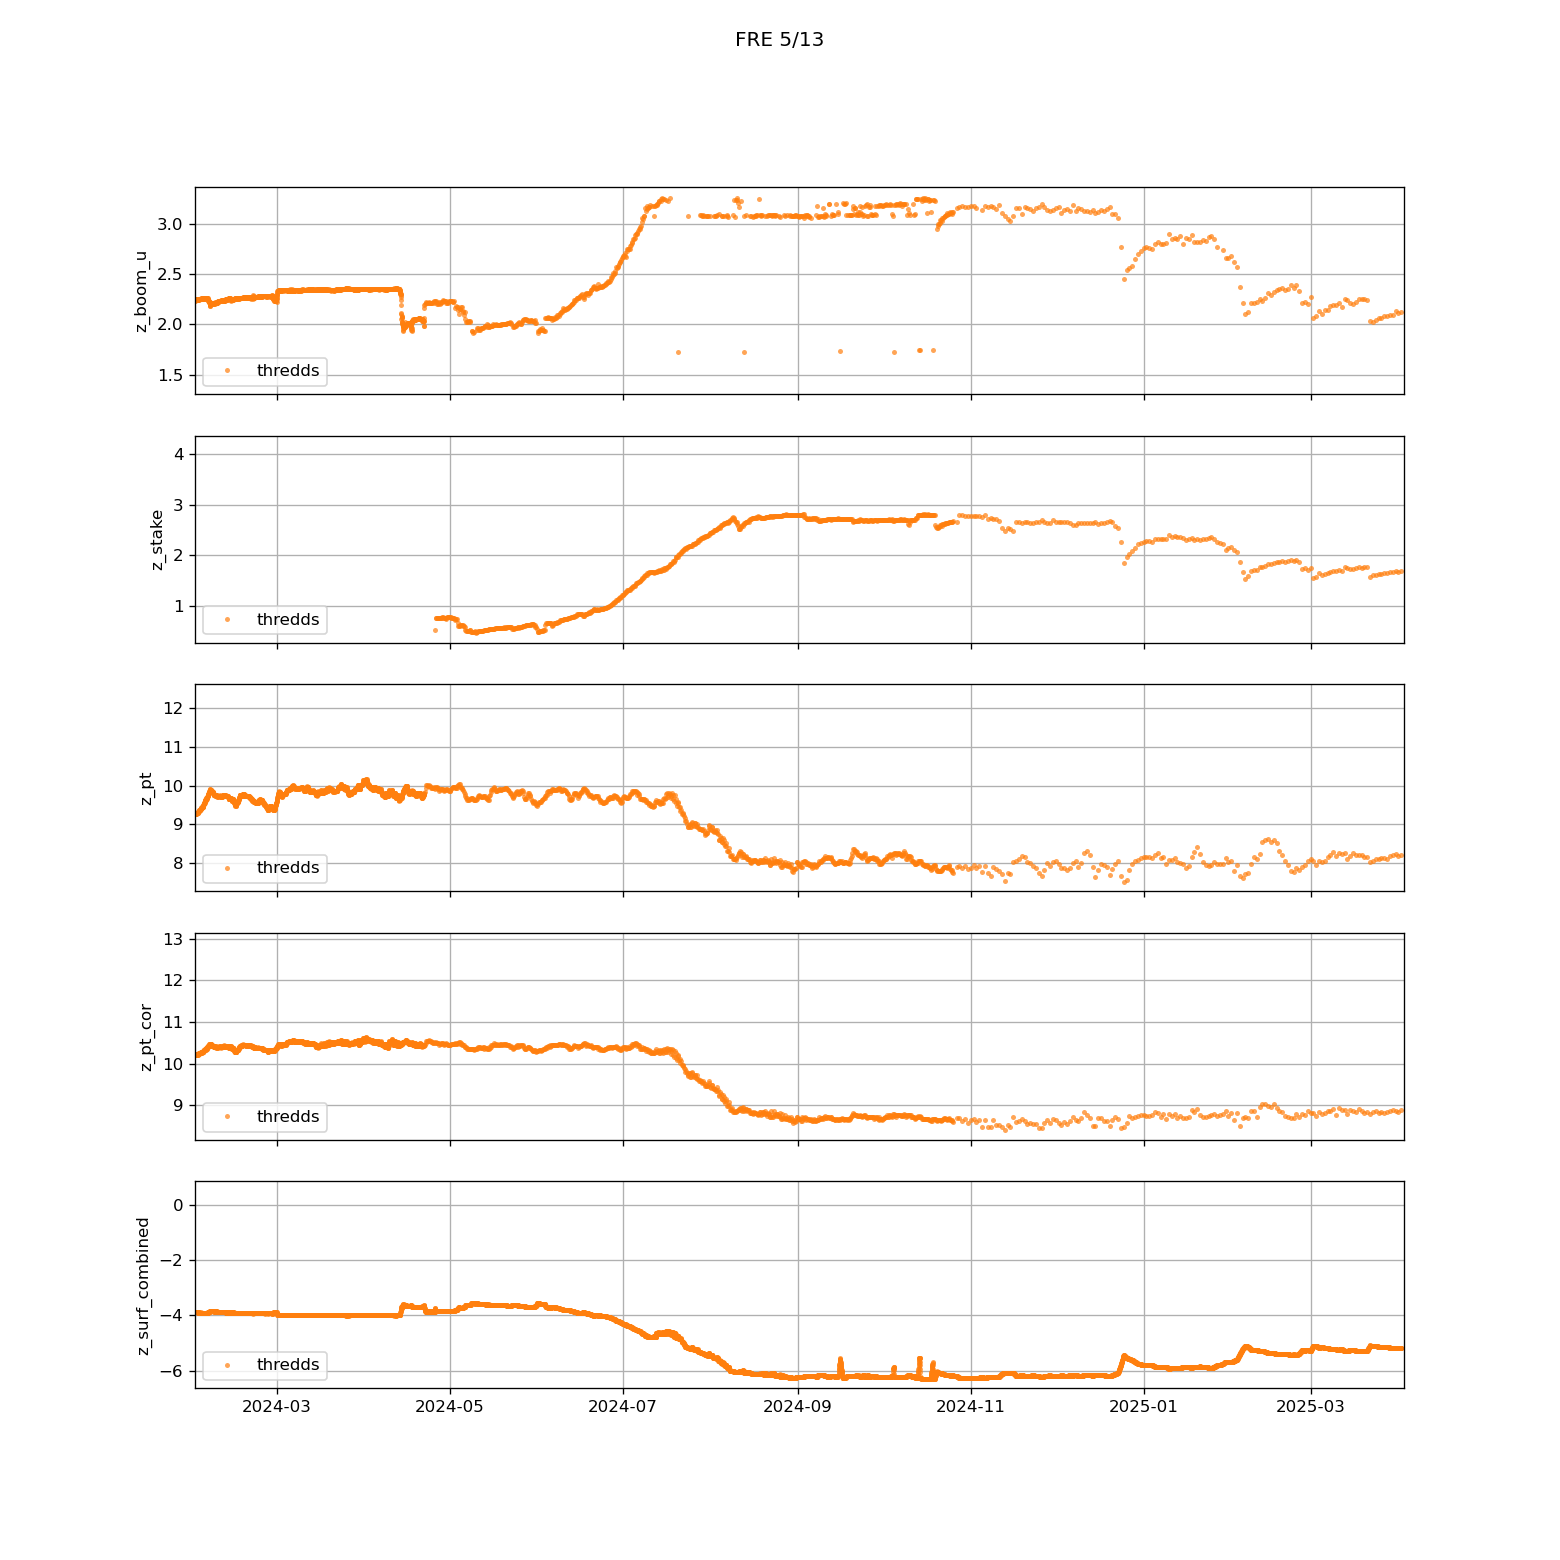 FRE 5/13
3.0
2.5
2.0
1.5
z_boom_u
thredds
4
3
2
1
z_stake
thredds
12
11
10
9
8
z_pt
thredds
13
12
11
10
9
z_pt_cor
thredds
0
−2
−4
−6
z_surf_combined
thredds
2024-03 2024-05 2024-07 2024-09 2024-11 2025-01 2025-03